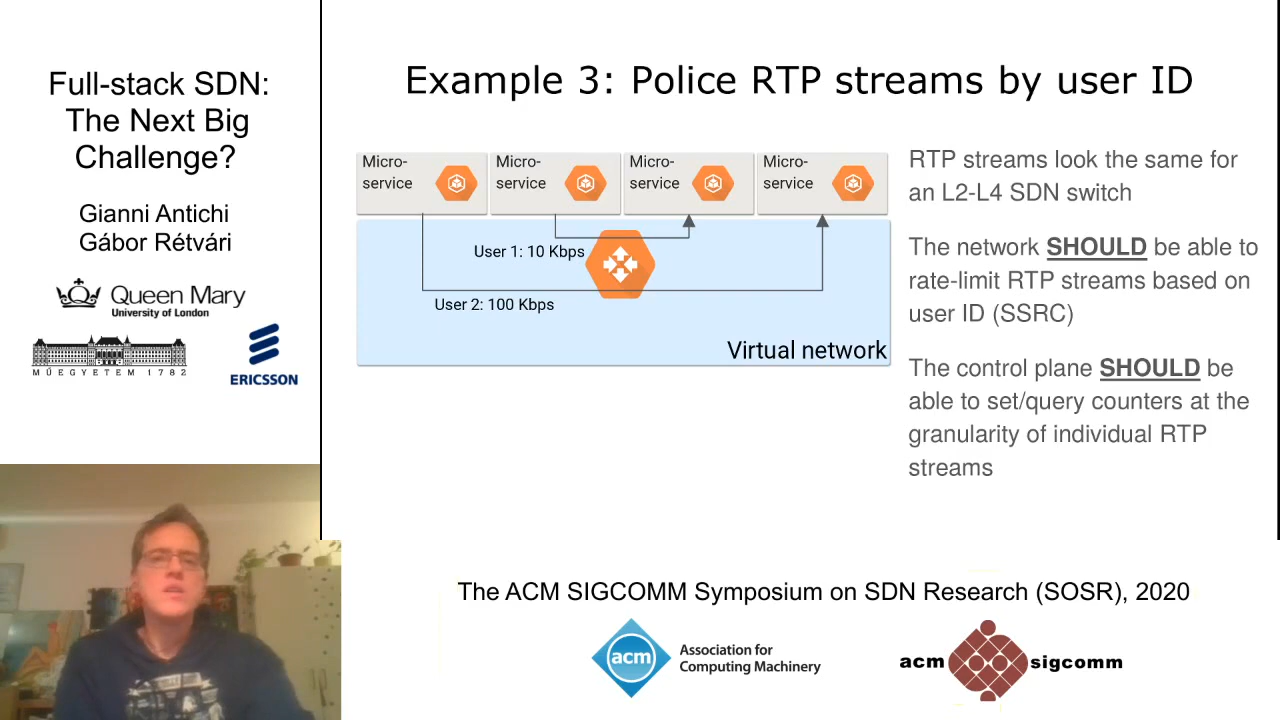 Full-stack SDN:
The Next Big
Challenge?
Gianni Antichi
Gábor Rétvári
Queen Mary
University of London
MŰEGYETEM 1782
ERICSSON
Example 3: Police RTP streams by user ID
Micro-
service
Micro-
service
Micro-
service
Micro-
service
User 1: 10 Kbps
User 2: 100 Kbps
Virtual network
RTP streams look the same for
an L2-L4 SDN switch
The network SHOULD be able to
rate-limit RTP streams based on
user ID (SSRC)
The control plane SHOULD be
able to set/query counters at the
granularity of individual RTP
streams
The ACM SIGCOMM Symposium on SDN Research (SOSR), 2020
acm
Association for
Computing Machinery
acm sigcomm